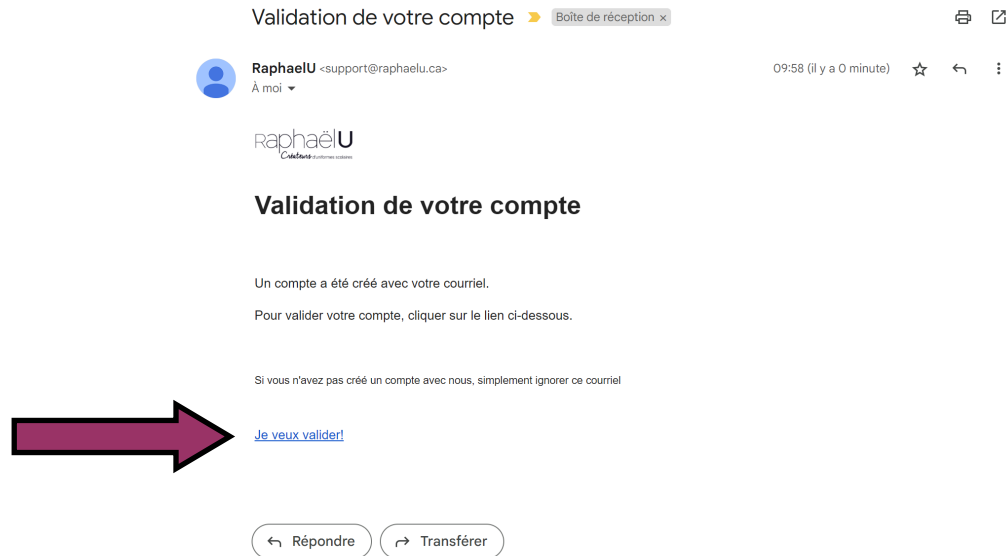 Validation de votre compte Boîte de réception ×
RaphaelU <support@raphaelu.ca> 09:58 (il y a 0 minute)
À moi
RaphaëlU
Créateurs d'uniformes scolaires
Validation de votre compte
Un compte a été créé avec votre courriel.
Pour valider votre compte, cliquer sur le lien ci-dessous.
Si vous n'avez pas créé un compte avec nous, simplement ignorer ce courriel
Je veux valider!
Répondre Transférer